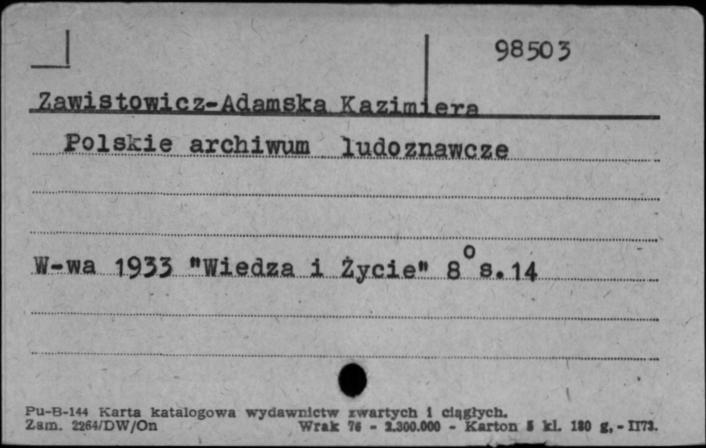 98503
Zawistowicz-Adamska Kazimiera
Polskie archiwum ludoznawcze
W-wa 1933 "Wiedza i Życie" 8° s.14
Pu-B-144 Karta katalogowa wydawnictw zwartych i ciągłych.
Zam. 2264/DW/On Wrak 76 - 2.300.000 - Karton 5 kl. 180 g. - II73.